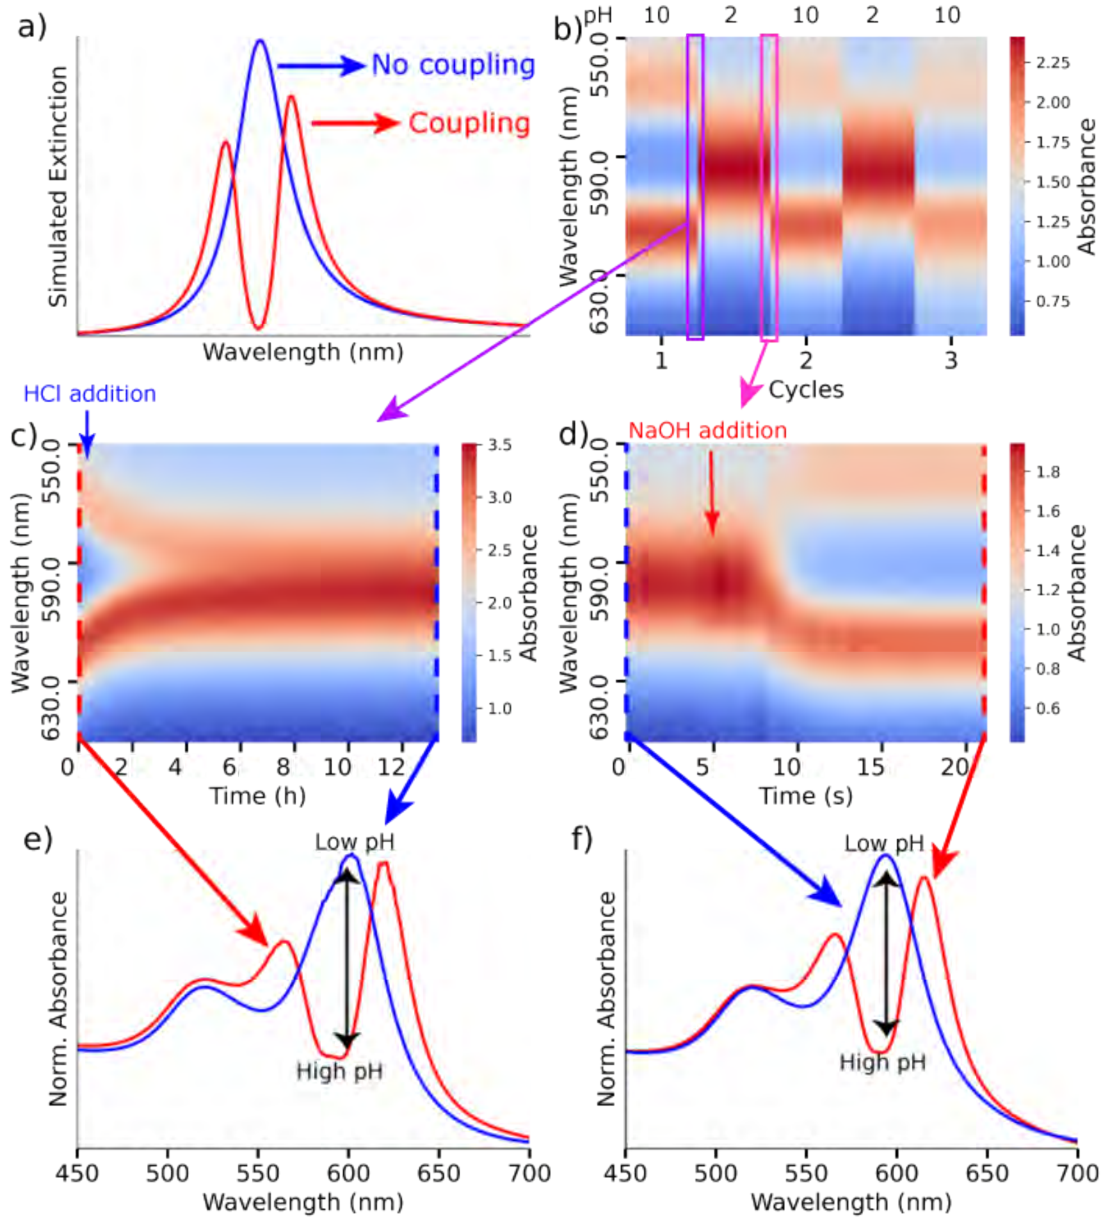 a)
Simulated Extinction
No coupling
Coupling
Wavelength (nm)
b)
pH 10 2 10 2 10
Wavelength (nm)
550.0
590.0
630.0
1 2 3
Cycles
2.25
2.00
1.75
1.50
1.25
1.00
0.75
Absorbance
HCl addition
c)
Wavelength (nm)
550.0
590.0
630.0
0 2 4 6 8 10 12
Time (h)
3.5
3.0
2.5
2.0
1.5
1.0
Absorbance
d)
NaOH addition
Wavelength (nm)
550.0
590.0
630.0
0 5 10 15 20
Time (s)
1.8
1.6
1.4
1.2
1.0
0.8
0.6
Absorbance
e)
Norm. Absorbance
Low pH
High pH
450 500 550 600 650 700
Wavelength (nm)
f)
Norm. Absorbance
Low pH
High pH
450 500 550 600 650 700
Wavelength (nm)